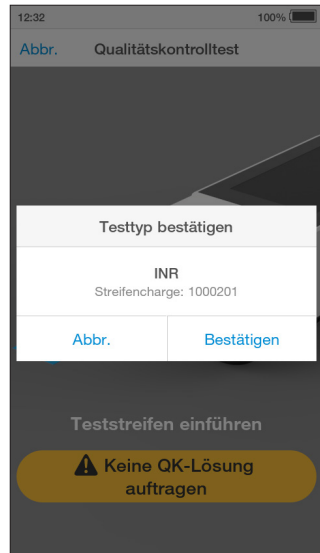 12:32 100%
Abbr. Qualitätskontrolltest
Testtyp bestätigen
INR
Streifencharge: 1000201
Abbr. Bestätigen
Teststreifen einführen
Keine QK-Lösung
auftragen